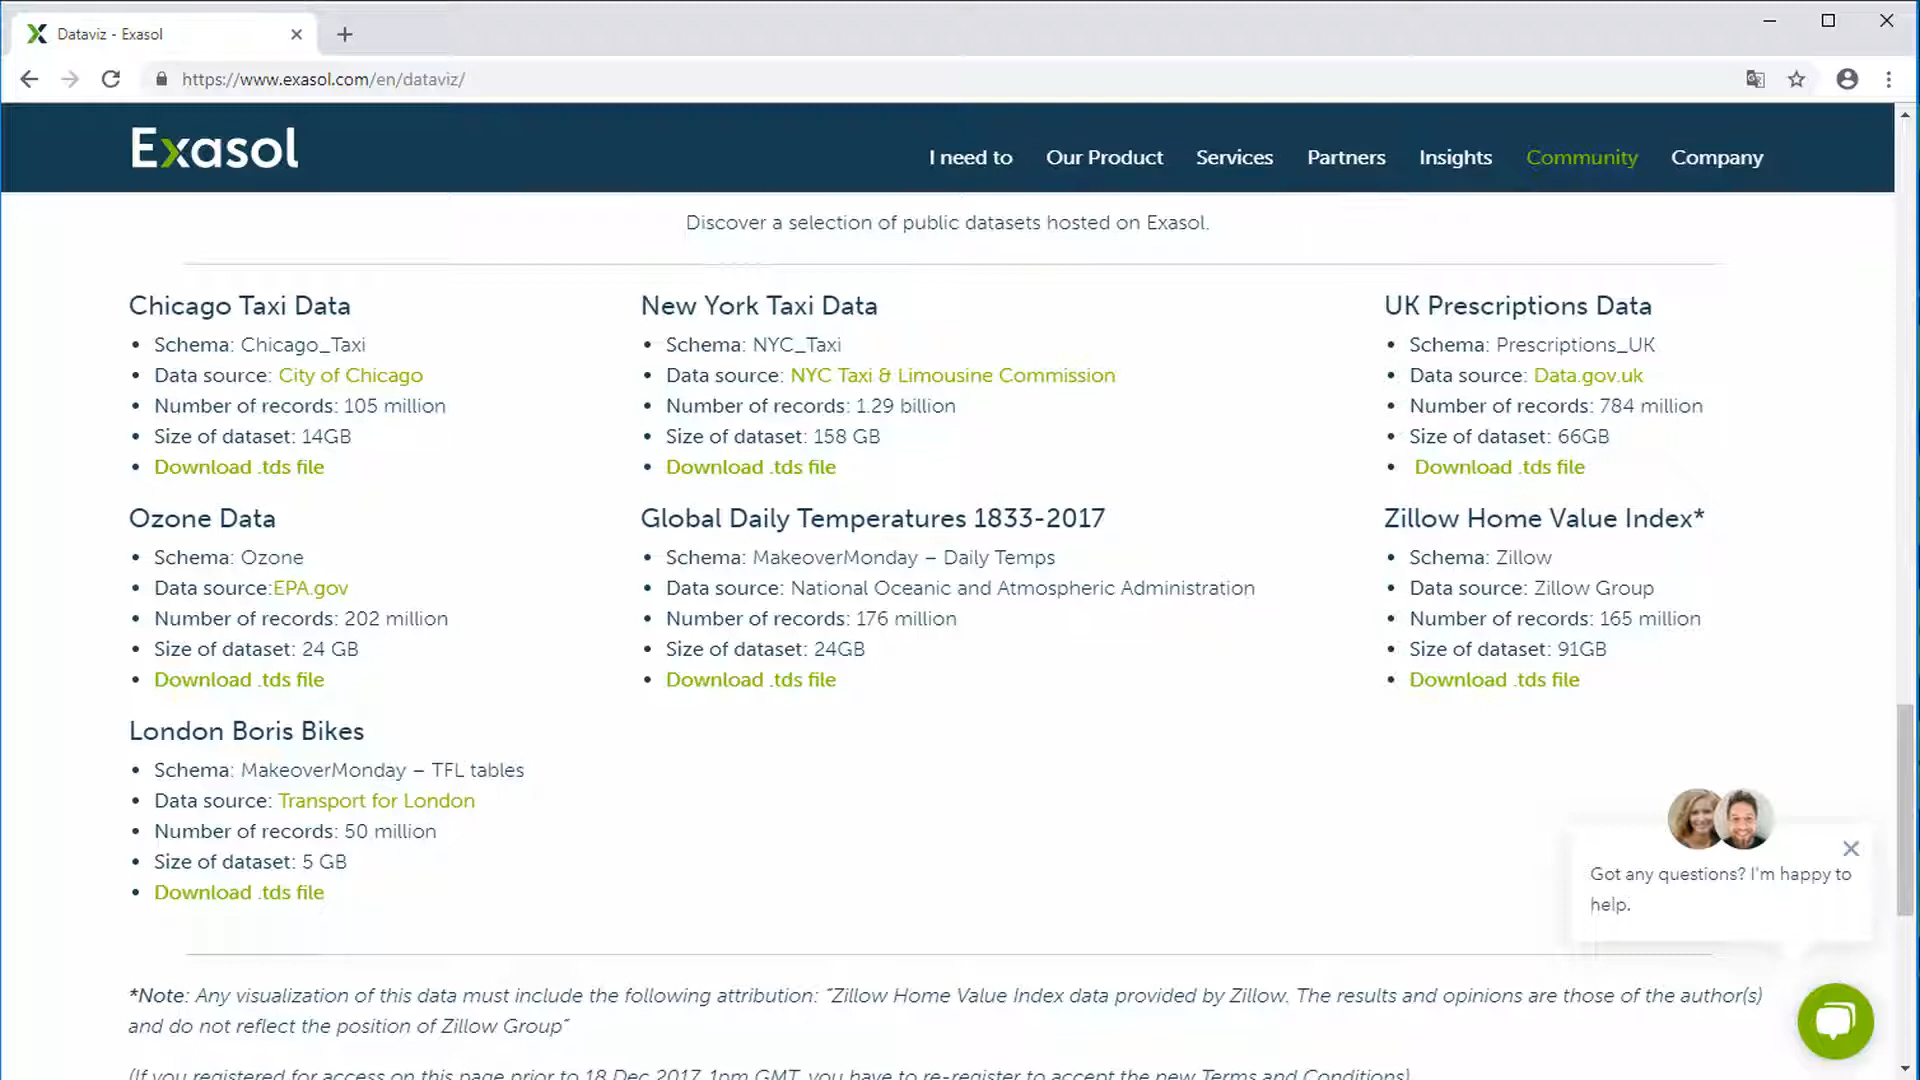 Dataviz - Exasol
https://www.exasol.com/en/dataviz/
Exasol
I need to Our Product Services Partners Insights Community Company
Discover a selection of public datasets hosted on Exasol.
Chicago Taxi Data
• Schema: Chicago_Taxi
• Data source: City of Chicago
• Number of records: 105 million
• Size of dataset: 14GB
• Download .tds file
New York Taxi Data
• Schema: NYC_Taxi
• Data source: NYC Taxi & Limousine Commission
• Number of records: 1.29 billion
• Size of dataset: 158 GB
• Download .tds file
UK Prescriptions Data
• Schema: Prescriptions_UK
• Data source: Data.gov.uk
• Number of records: 784 million
• Size of dataset: 66GB
• Download .tds file
Ozone Data
• Schema: Ozone
• Data source:EPA.gov
• Number of records: 202 million
• Size of dataset: 24 GB
• Download .tds file
Global Daily Temperatures 1833-2017
• Schema: MakeoverMonday – Daily Temps
• Data source: National Oceanic and Atmospheric Administration
• Number of records: 176 million
• Size of dataset: 24GB
• Download .tds file
Zillow Home Value Index*
• Schema: Zillow
• Data source: Zillow Group
• Number of records: 165 million
• Size of dataset: 91GB
• Download .tds file
London Boris Bikes
• Schema: MakeoverMonday – TFL tables
• Data source: Transport for London
• Number of records: 50 million
• Size of dataset: 5 GB
• Download .tds file
Got any questions? I'm happy to
help.
*Note: Any visualization of this data must include the following attribution: “Zillow Home Value Index data provided by Zillow. The results and opinions are those of the author(s)
and do not reflect the position of Zillow Group”
(If you registered for access on this page prior to 18 Dec 2017, 1pm GMT, you have to re-register to accept the new Terms and Conditions)